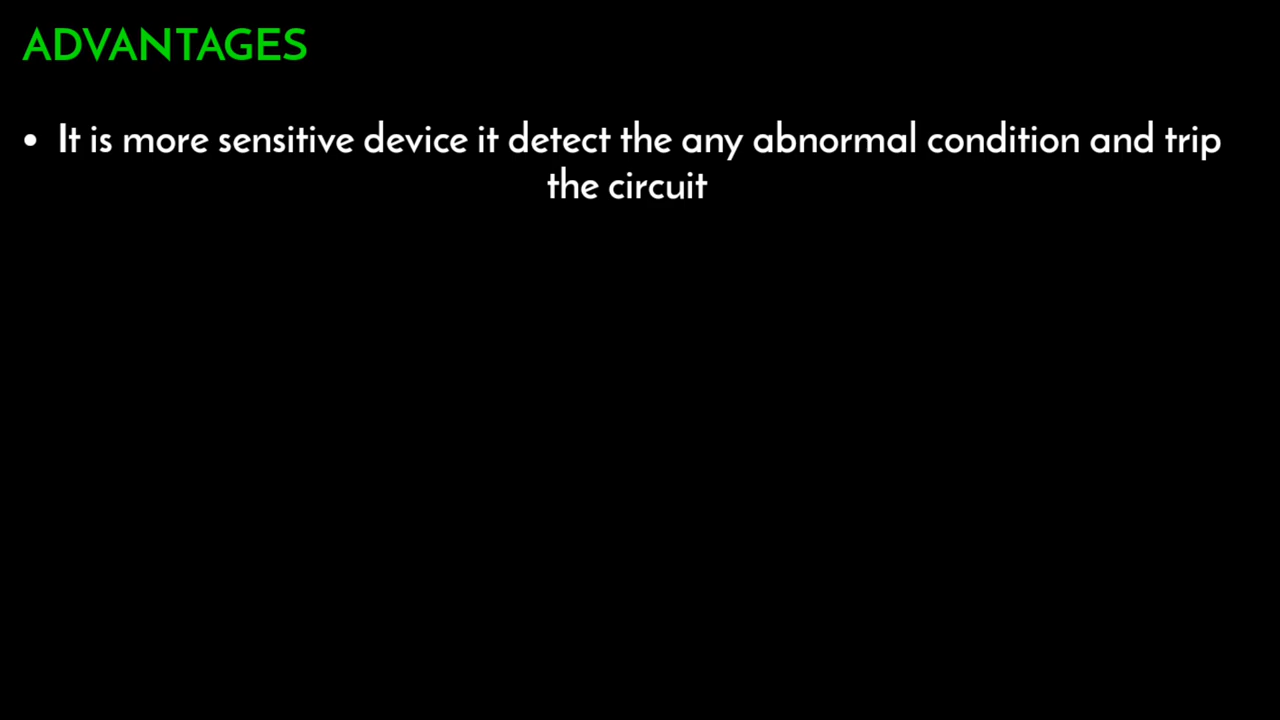 ADVANTAGES
• It is more sensitive device it detect the any abnormal condition and trip
the circuit